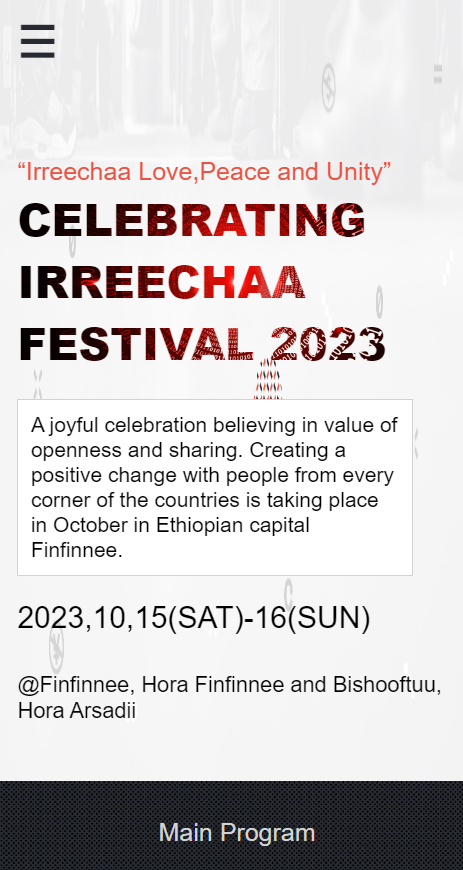 “Irreechaa Love,Peace and Unity”
CELEBRATING
IRREECHAA
FESTIVAL 2023
A joyful celebration believing in value of
openness and sharing. Creating a
positive change with people from every
corner of the countries is taking place
in October in Ethiopian capital
Finfinnee.
2023,10,15(SAT)-16(SUN)
@Finfinnee, Hora Finfinnee and Bishooftuu,
Hora Arsadii
Main Program